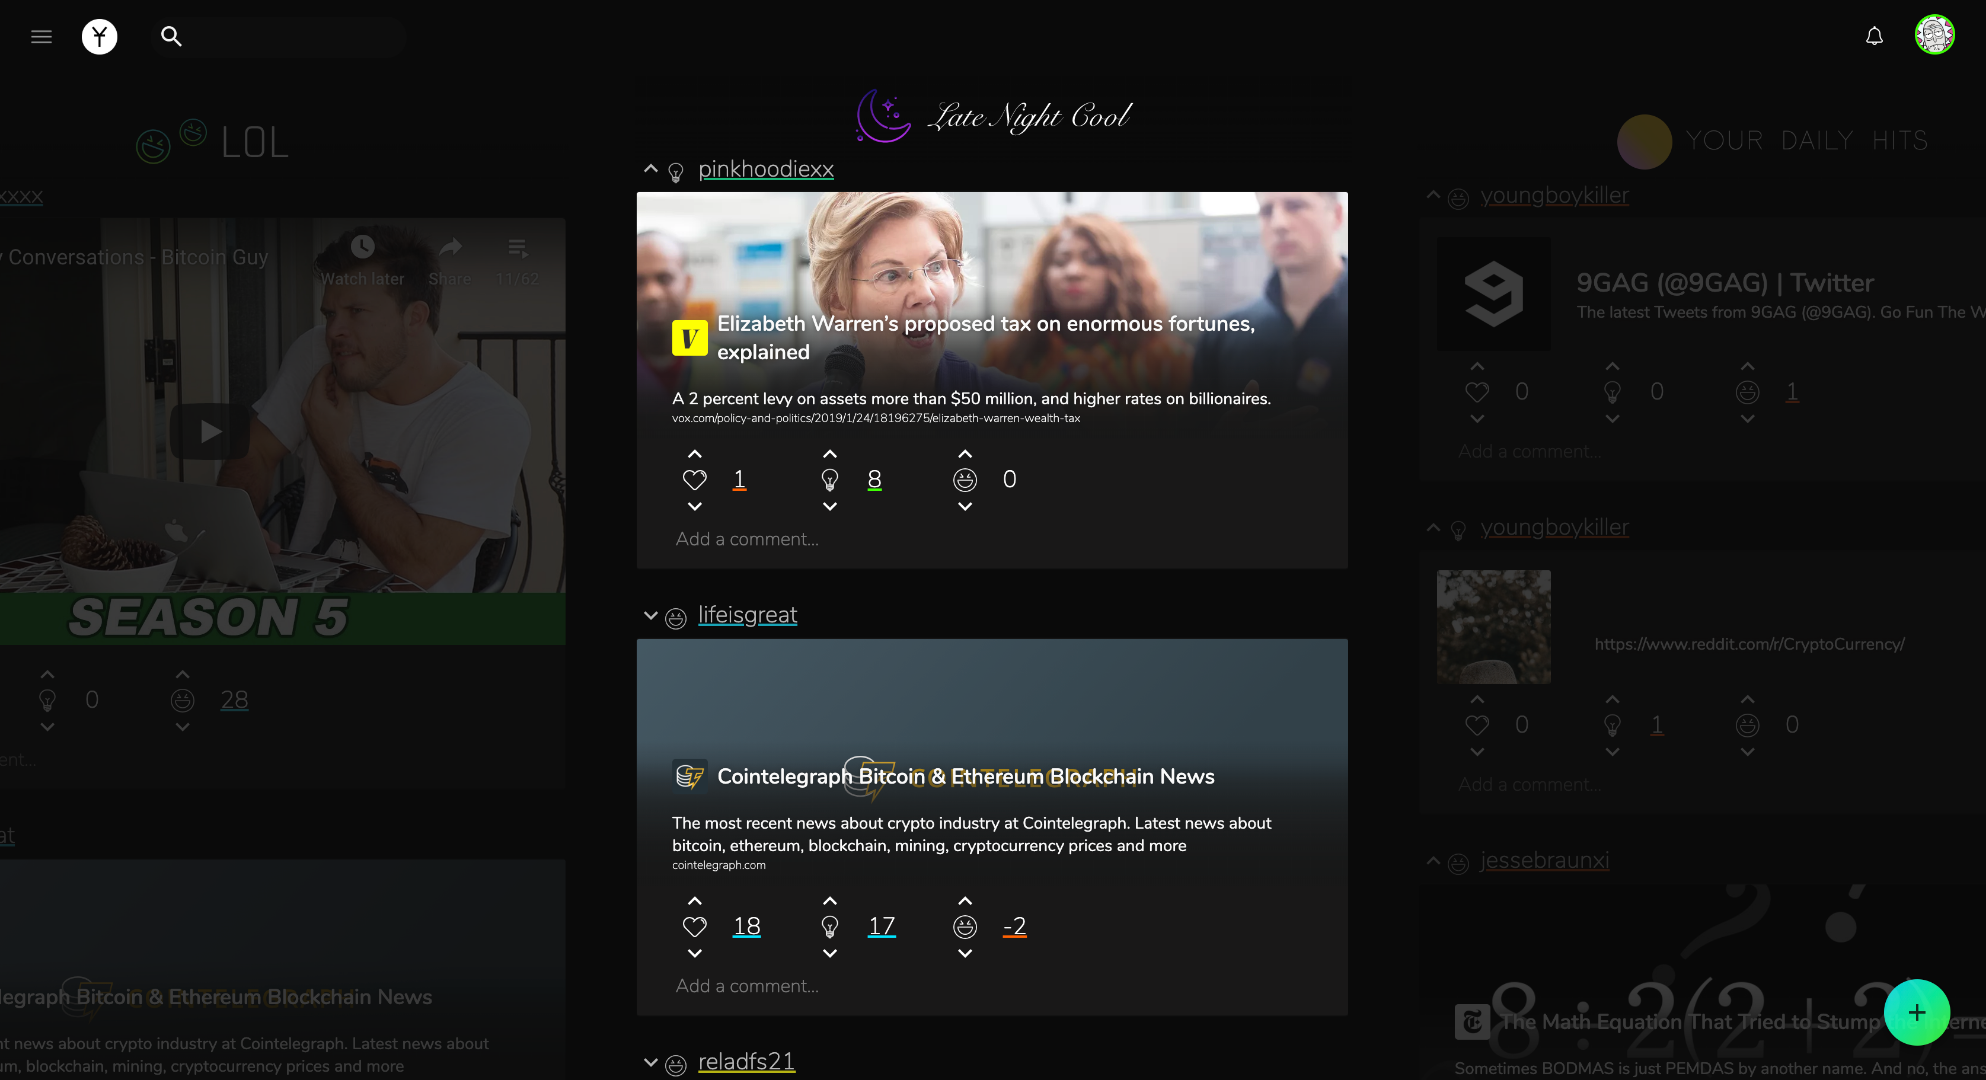 Late Night Cool
LOL
YOUR DAILY HITS
xxxx
y Conversations - Bitcoin Guy
Watch later
Share
11/62
SEASON 5
0
28
ent...
at
legraph Bitcoin & Ethereum Blockchain News
nt news about crypto industry at Cointelegraph. Latest news about
um, blockchain, mining, cryptocurrency prices and more
pinkhoodiexx
V
Elizabeth Warren's proposed tax on enormous fortunes,
explained
A 2 percent levy on assets more than $50 million, and higher rates on billionaires.
vox.com/policy-and-politics/2019/1/24/18196275/elizabeth-warren-wealth-tax
1
8
0
Add a comment...
lifeisgreat
COINTELEGRAPH
Cointelegraph Bitcoin & Ethereum Blockchain News
The most recent news about crypto industry at Cointelegraph. Latest news about
bitcoin, ethereum, blockchain, mining, cryptocurrency prices and more
cointelegraph.com
18
17
-2
Add a comment...
reladfs21
youngboykiller
9GAG (@9GAG) | Twitter
The latest Tweets from 9GAG (@9GAG). Go Fun The W
0
0
1
Add a comment...
youngboykiller
https://www.reddit.com/r/CryptoCurrency/
0
1
0
Add a comment...
jessebraunxi
8 ÷ 2(2 + 2) =
The Math Equation That Tried to Stump the Interne
Sometimes BODMAS is just PEMDAS by another name. And no, the ans